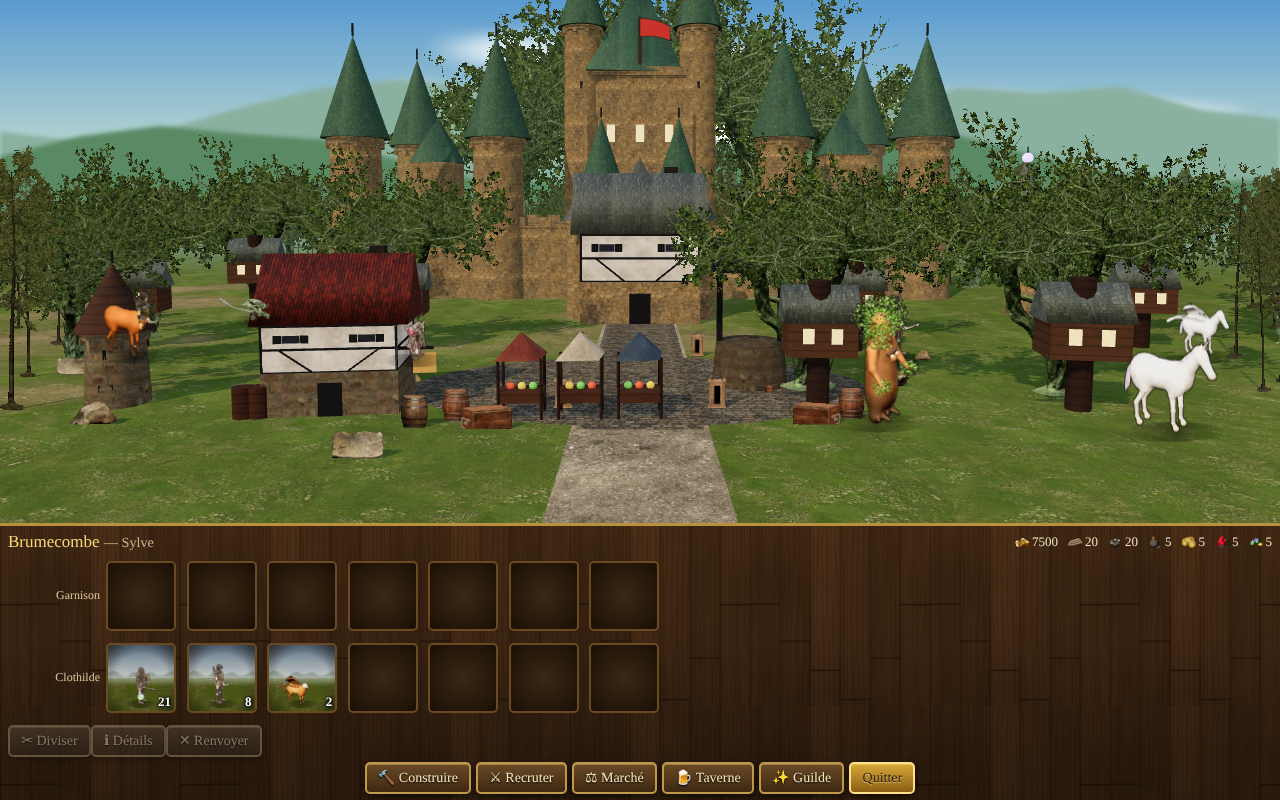 Brumecombe — Sylve
7500 20 20 5 5 5 5
Garnison
Clothilde
21 8 2
✂ Diviser ℹ Détails ✕ Renvoyer
🔨 Construire ⚔ Recruter ⚖ Marché 🍺 Taverne ✨ Guilde Quitter